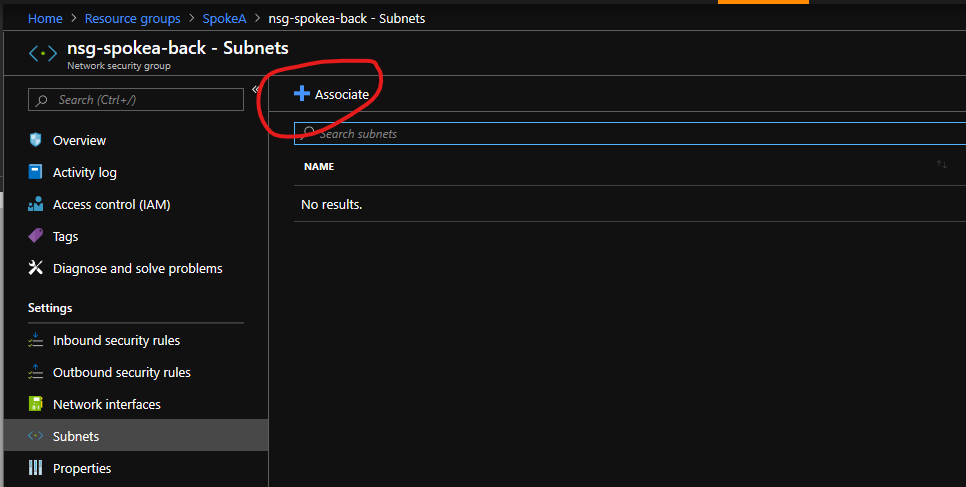 Home > Resource groups > SpokeA > nsg-spokea-back - Subnets
nsg-spokea-back - Subnets
Network security group
Search (Ctrl+/)
«
Overview
Activity log
Access control (IAM)
Tags
Diagnose and solve problems
Settings
Inbound security rules
Outbound security rules
Network interfaces
Subnets
Properties
Associate
Search subnets
NAME
No results.